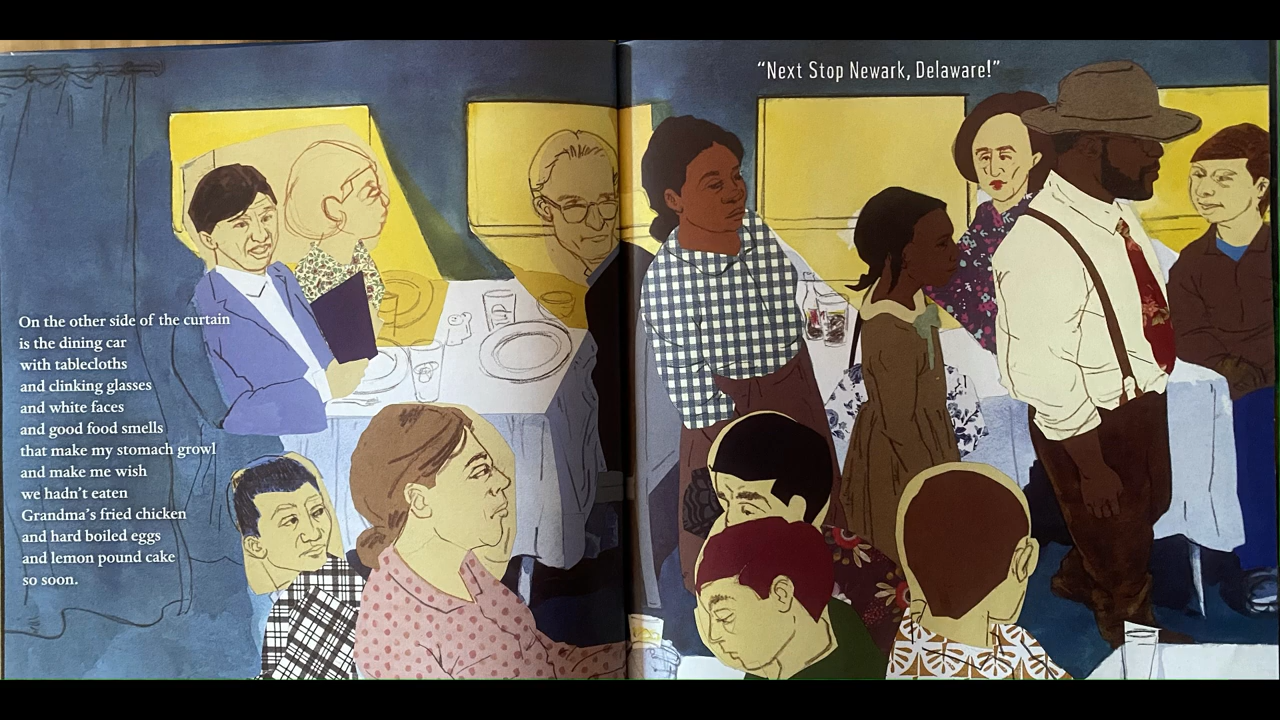 On the other side of the curtain
is the dining car
with tablecloths
and clinking glasses
and white faces
and good food smells
that make my stomach growl
and make me wish
we hadn't eaten
Grandma's fried chicken
and hard boiled eggs
and lemon pound cake
so soon.
"Next Stop Newark, Delaware!"